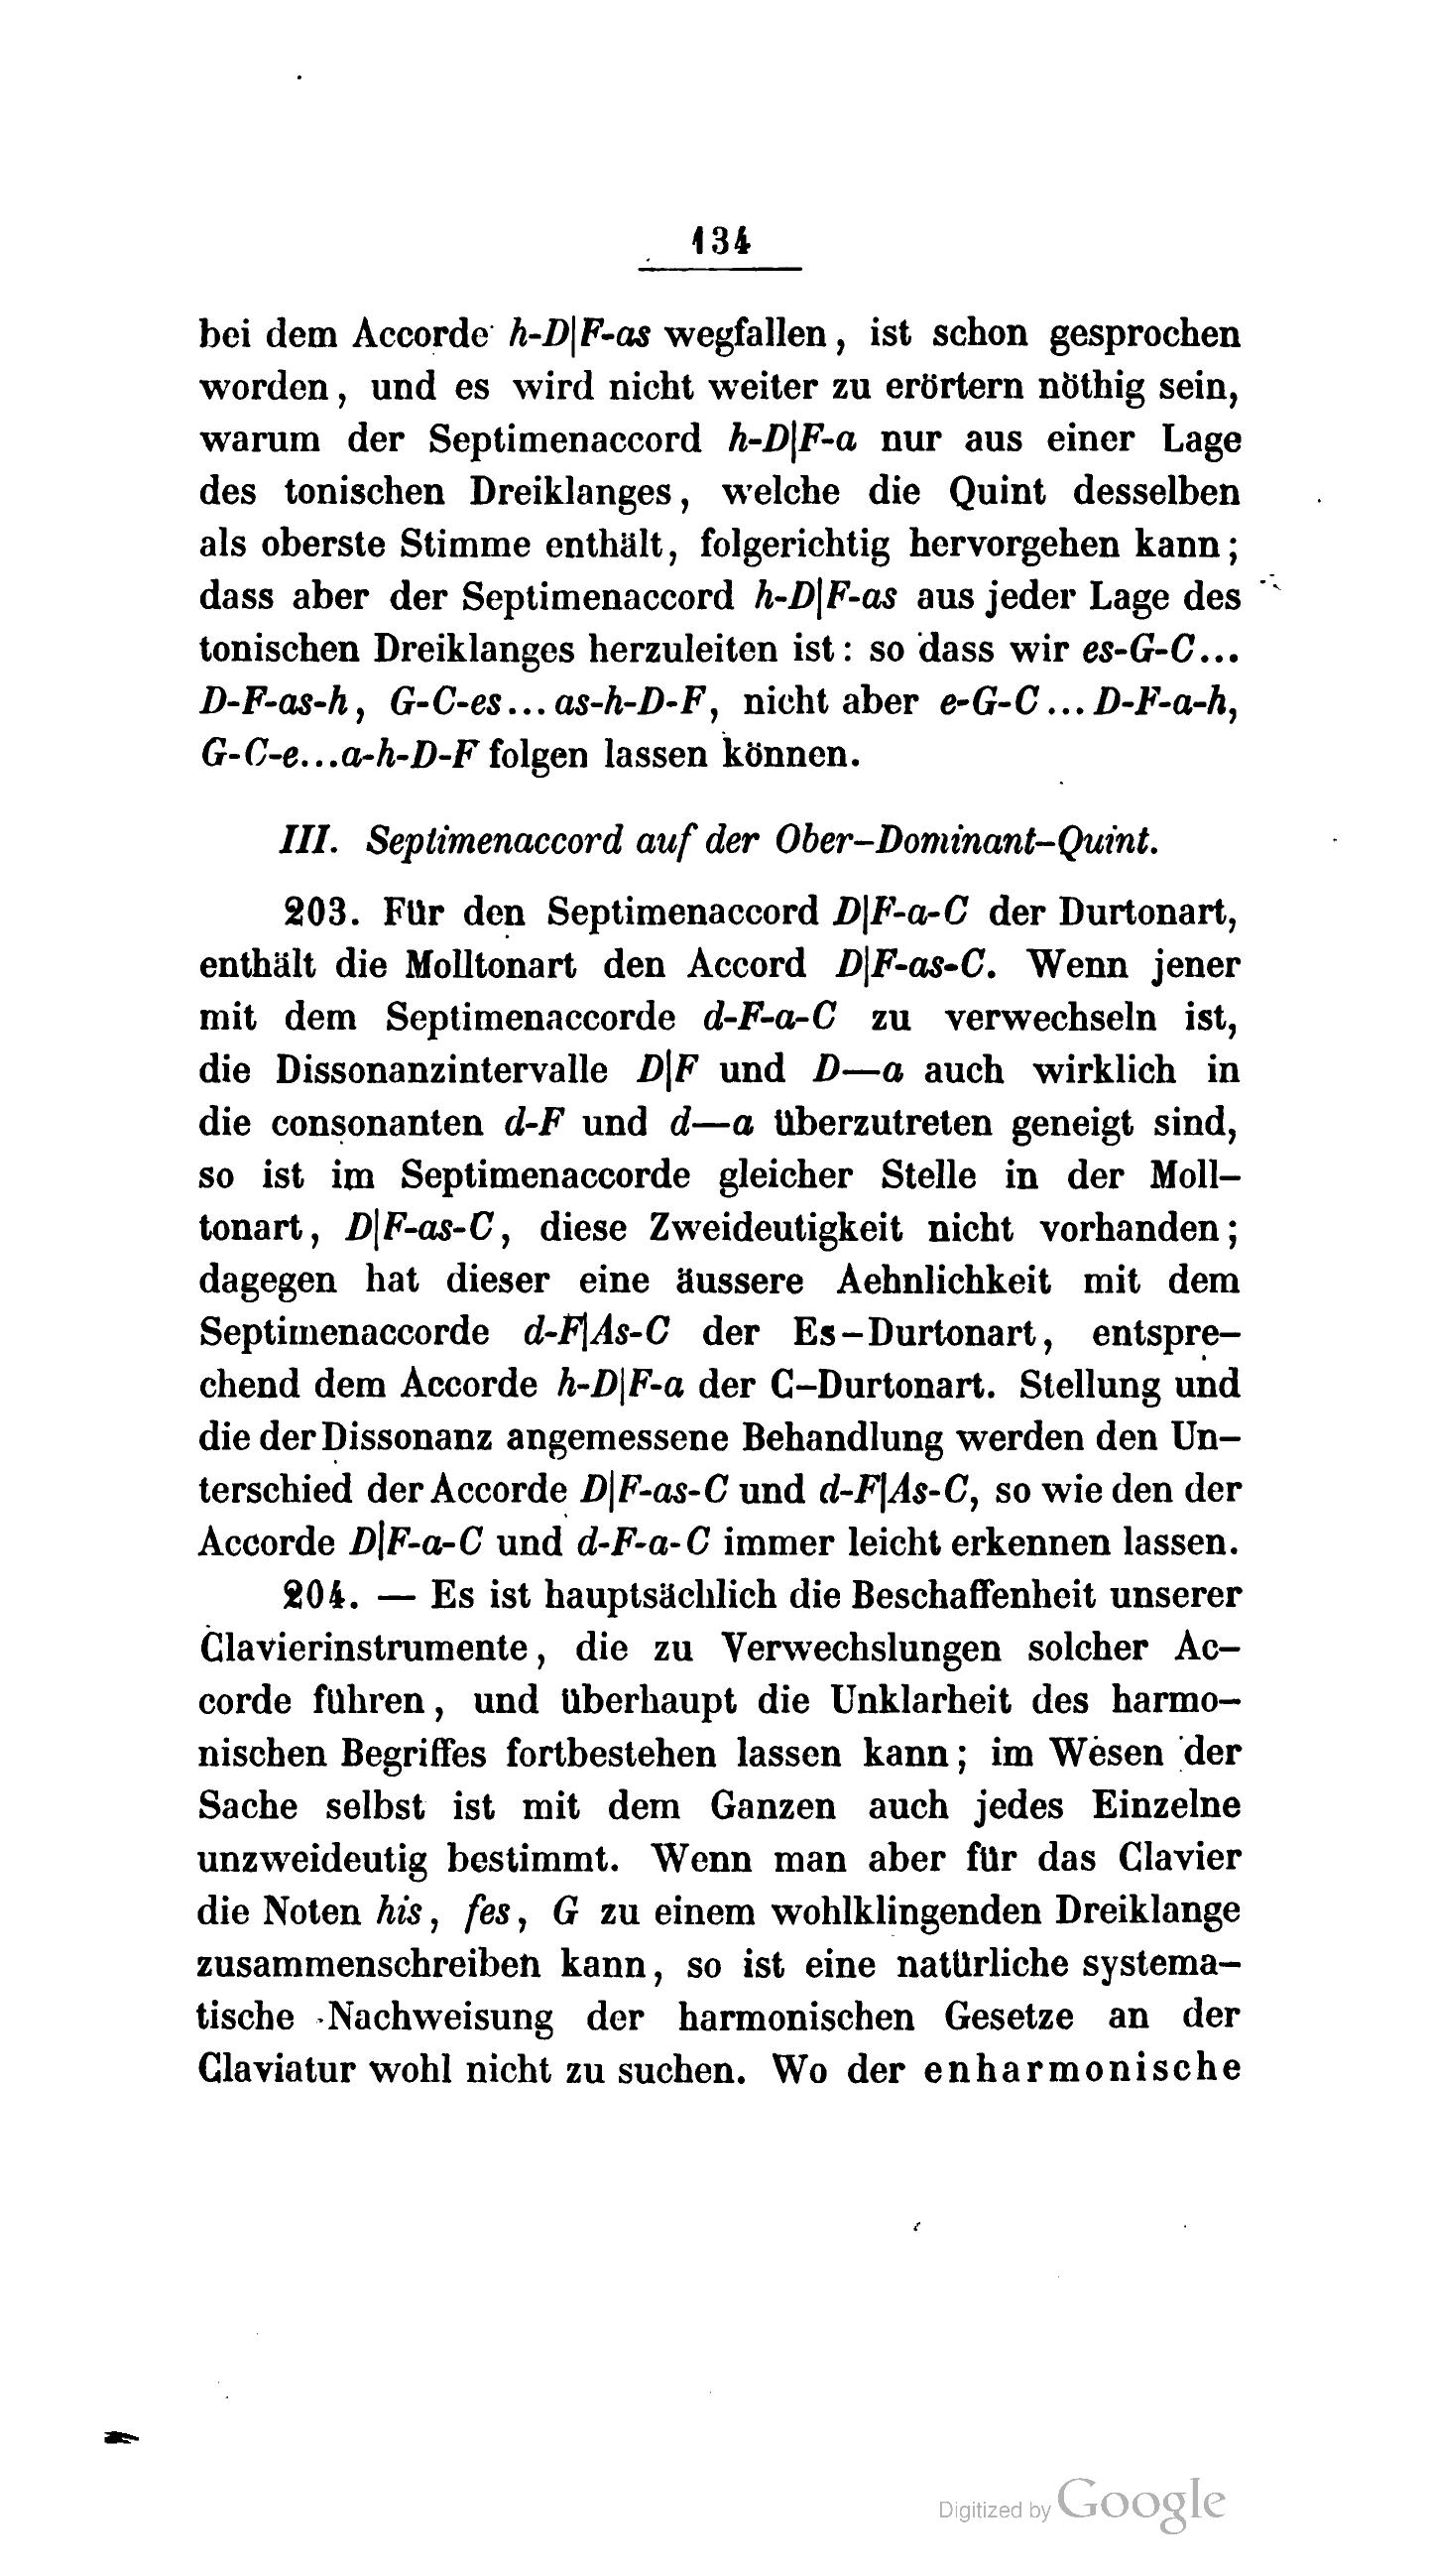 134
bei dem Accorde h-D|F-as wegfallen, ist schon gesprochen
worden, und es wird nicht weiter zu erörtern nöthig sein,
warum der Septimenaccord h-D|F-a nur aus einer Lage
des tonischen Dreiklanges, welche die Quint desselben
als oberste Stimme enthält, folgerichtig hervorgehen kann;
dass aber der Septimenaccord h-D|F-as aus jeder Lage des
tonischen Dreiklanges herzuleiten ist: so dass wir es-G-C...
D-F-as-h, G-C-es... as-h-D-F, nicht aber e-G-C... D-F-a-h,
G-C-e...a-h-D-F folgen lassen können.
III. Septimenaccord auf der Ober-Dominant-Quint.
203. Für den Septimenaccord D|F-a-C der Durtonart,
enthält die Molltonart den Accord D|F-as-C. Wenn jener
mit dem Septimenaccorde d-F-a-C zu verwechseln ist,
die Dissonanzintervalle D|F und D—a auch wirklich in
die consonanten d-F und d—a überzutreten geneigt sind,
so ist im Septimenaccorde gleicher Stelle in der Moll-
tonart, D|F-as-C, diese Zweideutigkeit nicht vorhanden;
dagegen hat dieser eine äussere Aehnlichkeit mit dem
Septimenaccorde d-F|As-C der Es-Durtonart, entspre-
chend dem Accorde h-D|F-a der C-Durtonart. Stellung und
die der Dissonanz angemessene Behandlung werden den Un-
terschied der Accorde D|F-as-C und d-F|As-C, so wie den der
Accorde D|F-a-C und d-F-a-C immer leicht erkennen lassen.
204. — Es ist hauptsächlich die Beschaffenheit unserer
Clavierinstrumente, die zu Verwechslungen solcher Ac-
corde führen, und überhaupt die Unklarheit des harmo-
nischen Begriffes fortbestehen lassen kann; im Wesen der
Sache selbst ist mit dem Ganzen auch jedes Einzelne
unzweideutig bestimmt. Wenn man aber für das Clavier
die Noten his, fes, G zu einem wohlklingenden Dreiklange
zusammenschreiben kann, so ist eine natürliche systema-
tische Nachweisung der harmonischen Gesetze an der
Claviatur wohl nicht zu suchen. Wo der enharmonische
Digitized by Google